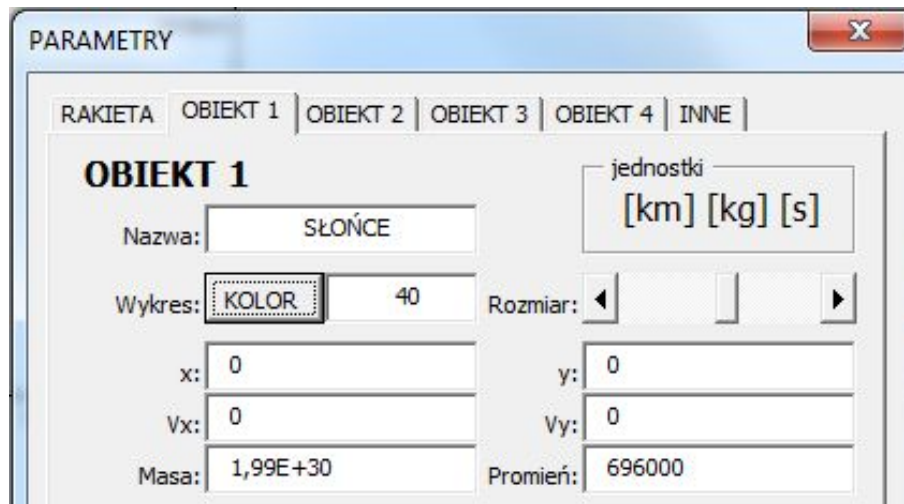 PARAMETRY
RAKIETA OBIEKT 1 OBIEKT 2 OBIEKT 3 OBIEKT 4 INNE
OBIEKT 1
jednostki
[km] [kg] [s]
Nazwa: SŁOŃCE
Wykres: KOLOR 40 Rozmiar:
x: 0 y: 0
Vx: 0 Vy: 0
Masa: 1,99E+30 Promień: 696000